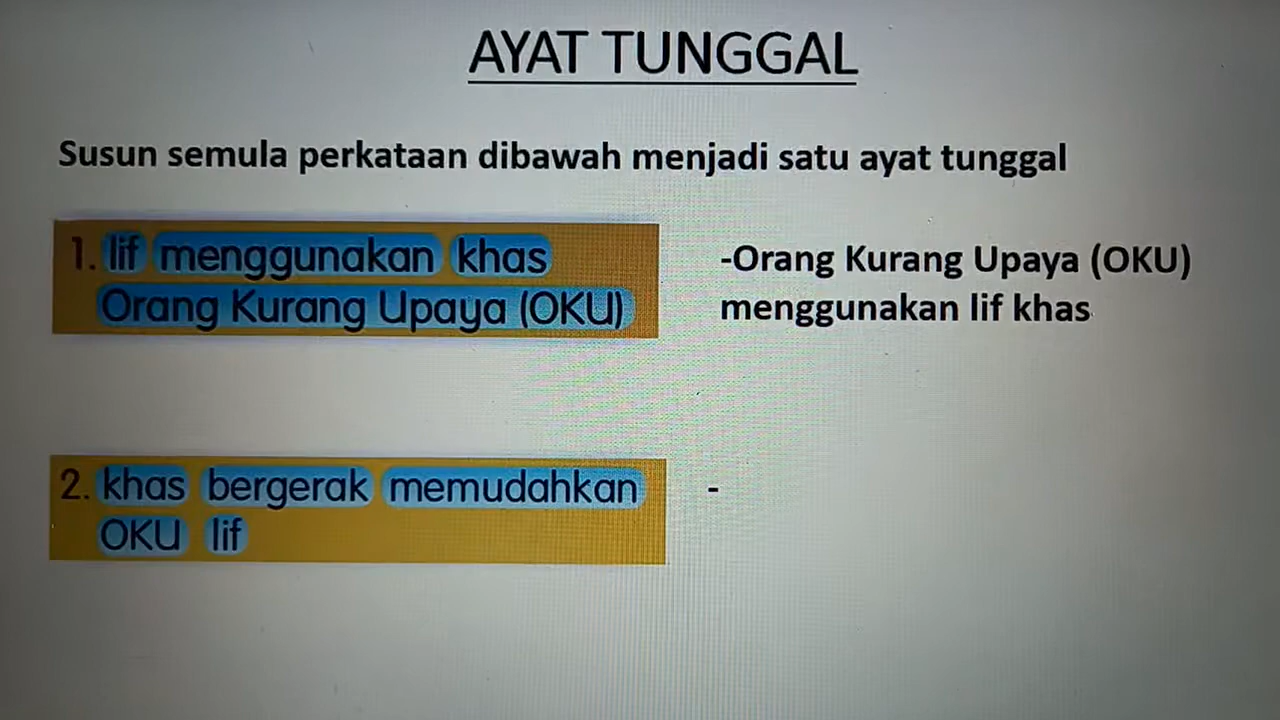 AYAT TUNGGAL
Susun semula perkataan dibawah menjadi satu ayat tunggal
1. lif menggunakan khas
Orang Kurang Upaya (OKU)
-Orang Kurang Upaya (OKU)
menggunakan lif khas
2. khas bergerak memudahkan
OKU lif
-